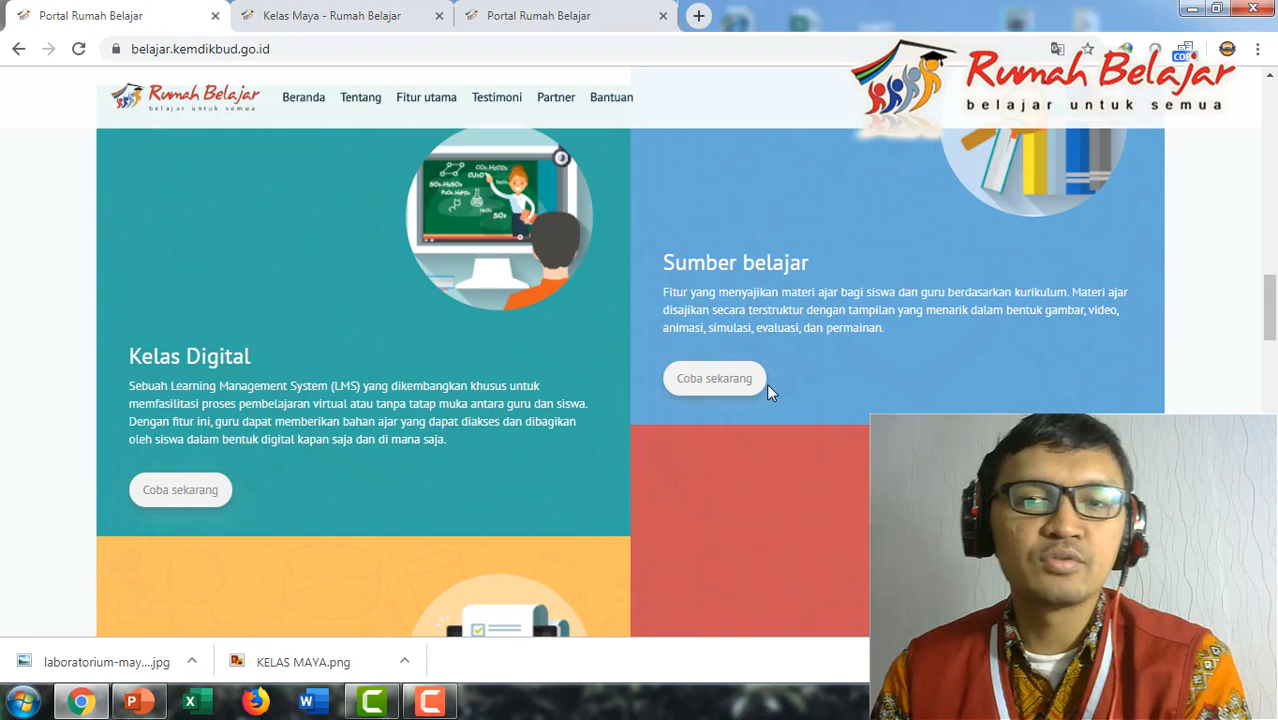 Portal Rumah Belajar
Kelas Maya - Rumah Belajar
Portal Rumah Belajar
belajar.kemdikbud.go.id
Rumah Belajar
belajar untuk semua
Rumah Belajar
belajar untuk semua
Beranda
Tentang
Fitur utama
Testimoni
Partner
Bantuan
Kelas Digital
Sebuah Learning Management System (LMS) yang dikembangkan khusus untuk
memfasilitasi proses pembelajaran virtual atau tanpa tatap muka antara guru dan siswa.
Dengan fitur ini, guru dapat memberikan bahan ajar yang dapat diakses dan dibagikan
oleh siswa dalam bentuk digital kapan saja dan di mana saja.
Coba sekarang
Sumber belajar
Fitur yang menyajikan materi ajar bagi siswa dan guru berdasarkan kurikulum. Materi ajar
disajikan secara terstruktur dengan tampilan yang menarik dalam bentuk gambar, video,
animasi, simulasi, evaluasi, dan permainan.
Coba sekarang
laboratorium-may....jpg
KELAS MAYA.png